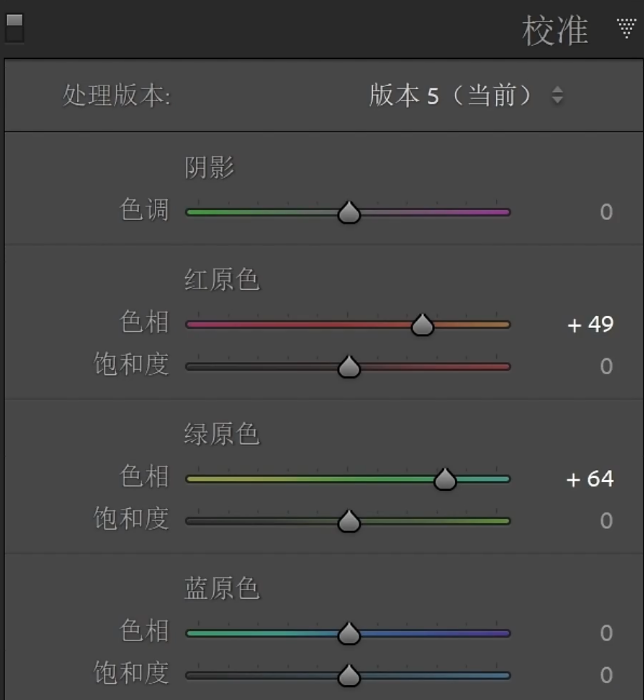 校准
处理版本: 版本 5（当前）
阴影
色调 0
红原色
色相 + 49
饱和度 0
绿原色
色相 + 64
饱和度 0
蓝原色
色相 0
饱和度 0